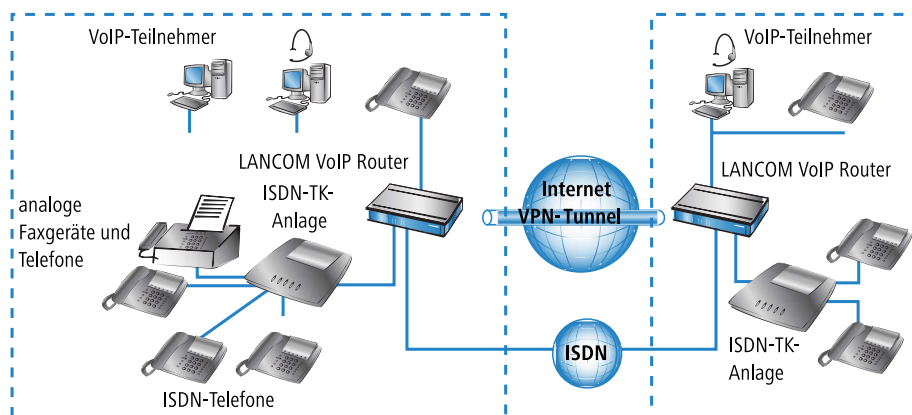 VoIP-Teilnehmer
VoIP-Teilnehmer
LANCOM VoIP Router
ISDN-TK-
Anlage
analoge
Faxgeräte und
Telefone
Internet
VPN-Tunnel
LANCOM VoIP Router
ISDN
ISDN-TK-
Anlage
ISDN-Telefone